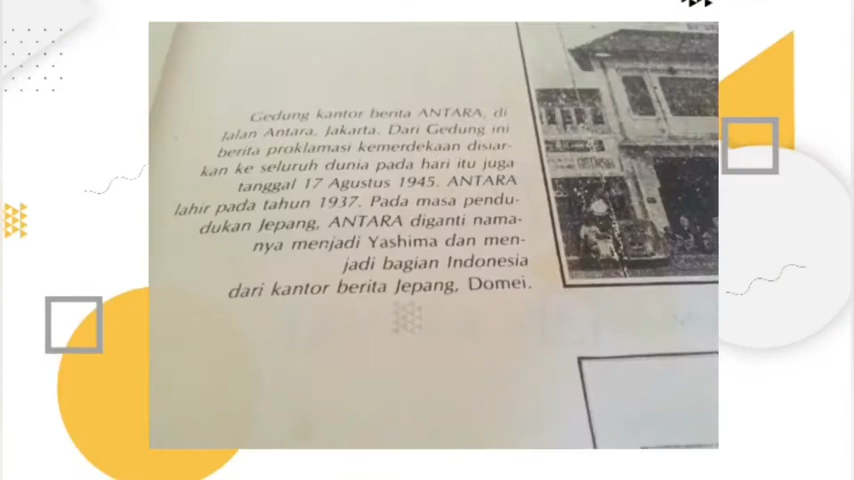 Gedung kantor berita ANTARA, di
Jalan Antara, Jakarta. Dari Gedung ini
berita proklamasi kemerdekaan disiar-
kan ke seluruh dunia pada hari itu juga
tanggal 17 Agustus 1945. ANTARA
lahir pada tahun 1937. Pada masa pendu-
dukan Jepang, ANTARA diganti nama-
nya menjadi Yashima dan men-
jadi bagian Indonesia
dari kantor berita Jepang, Domei.